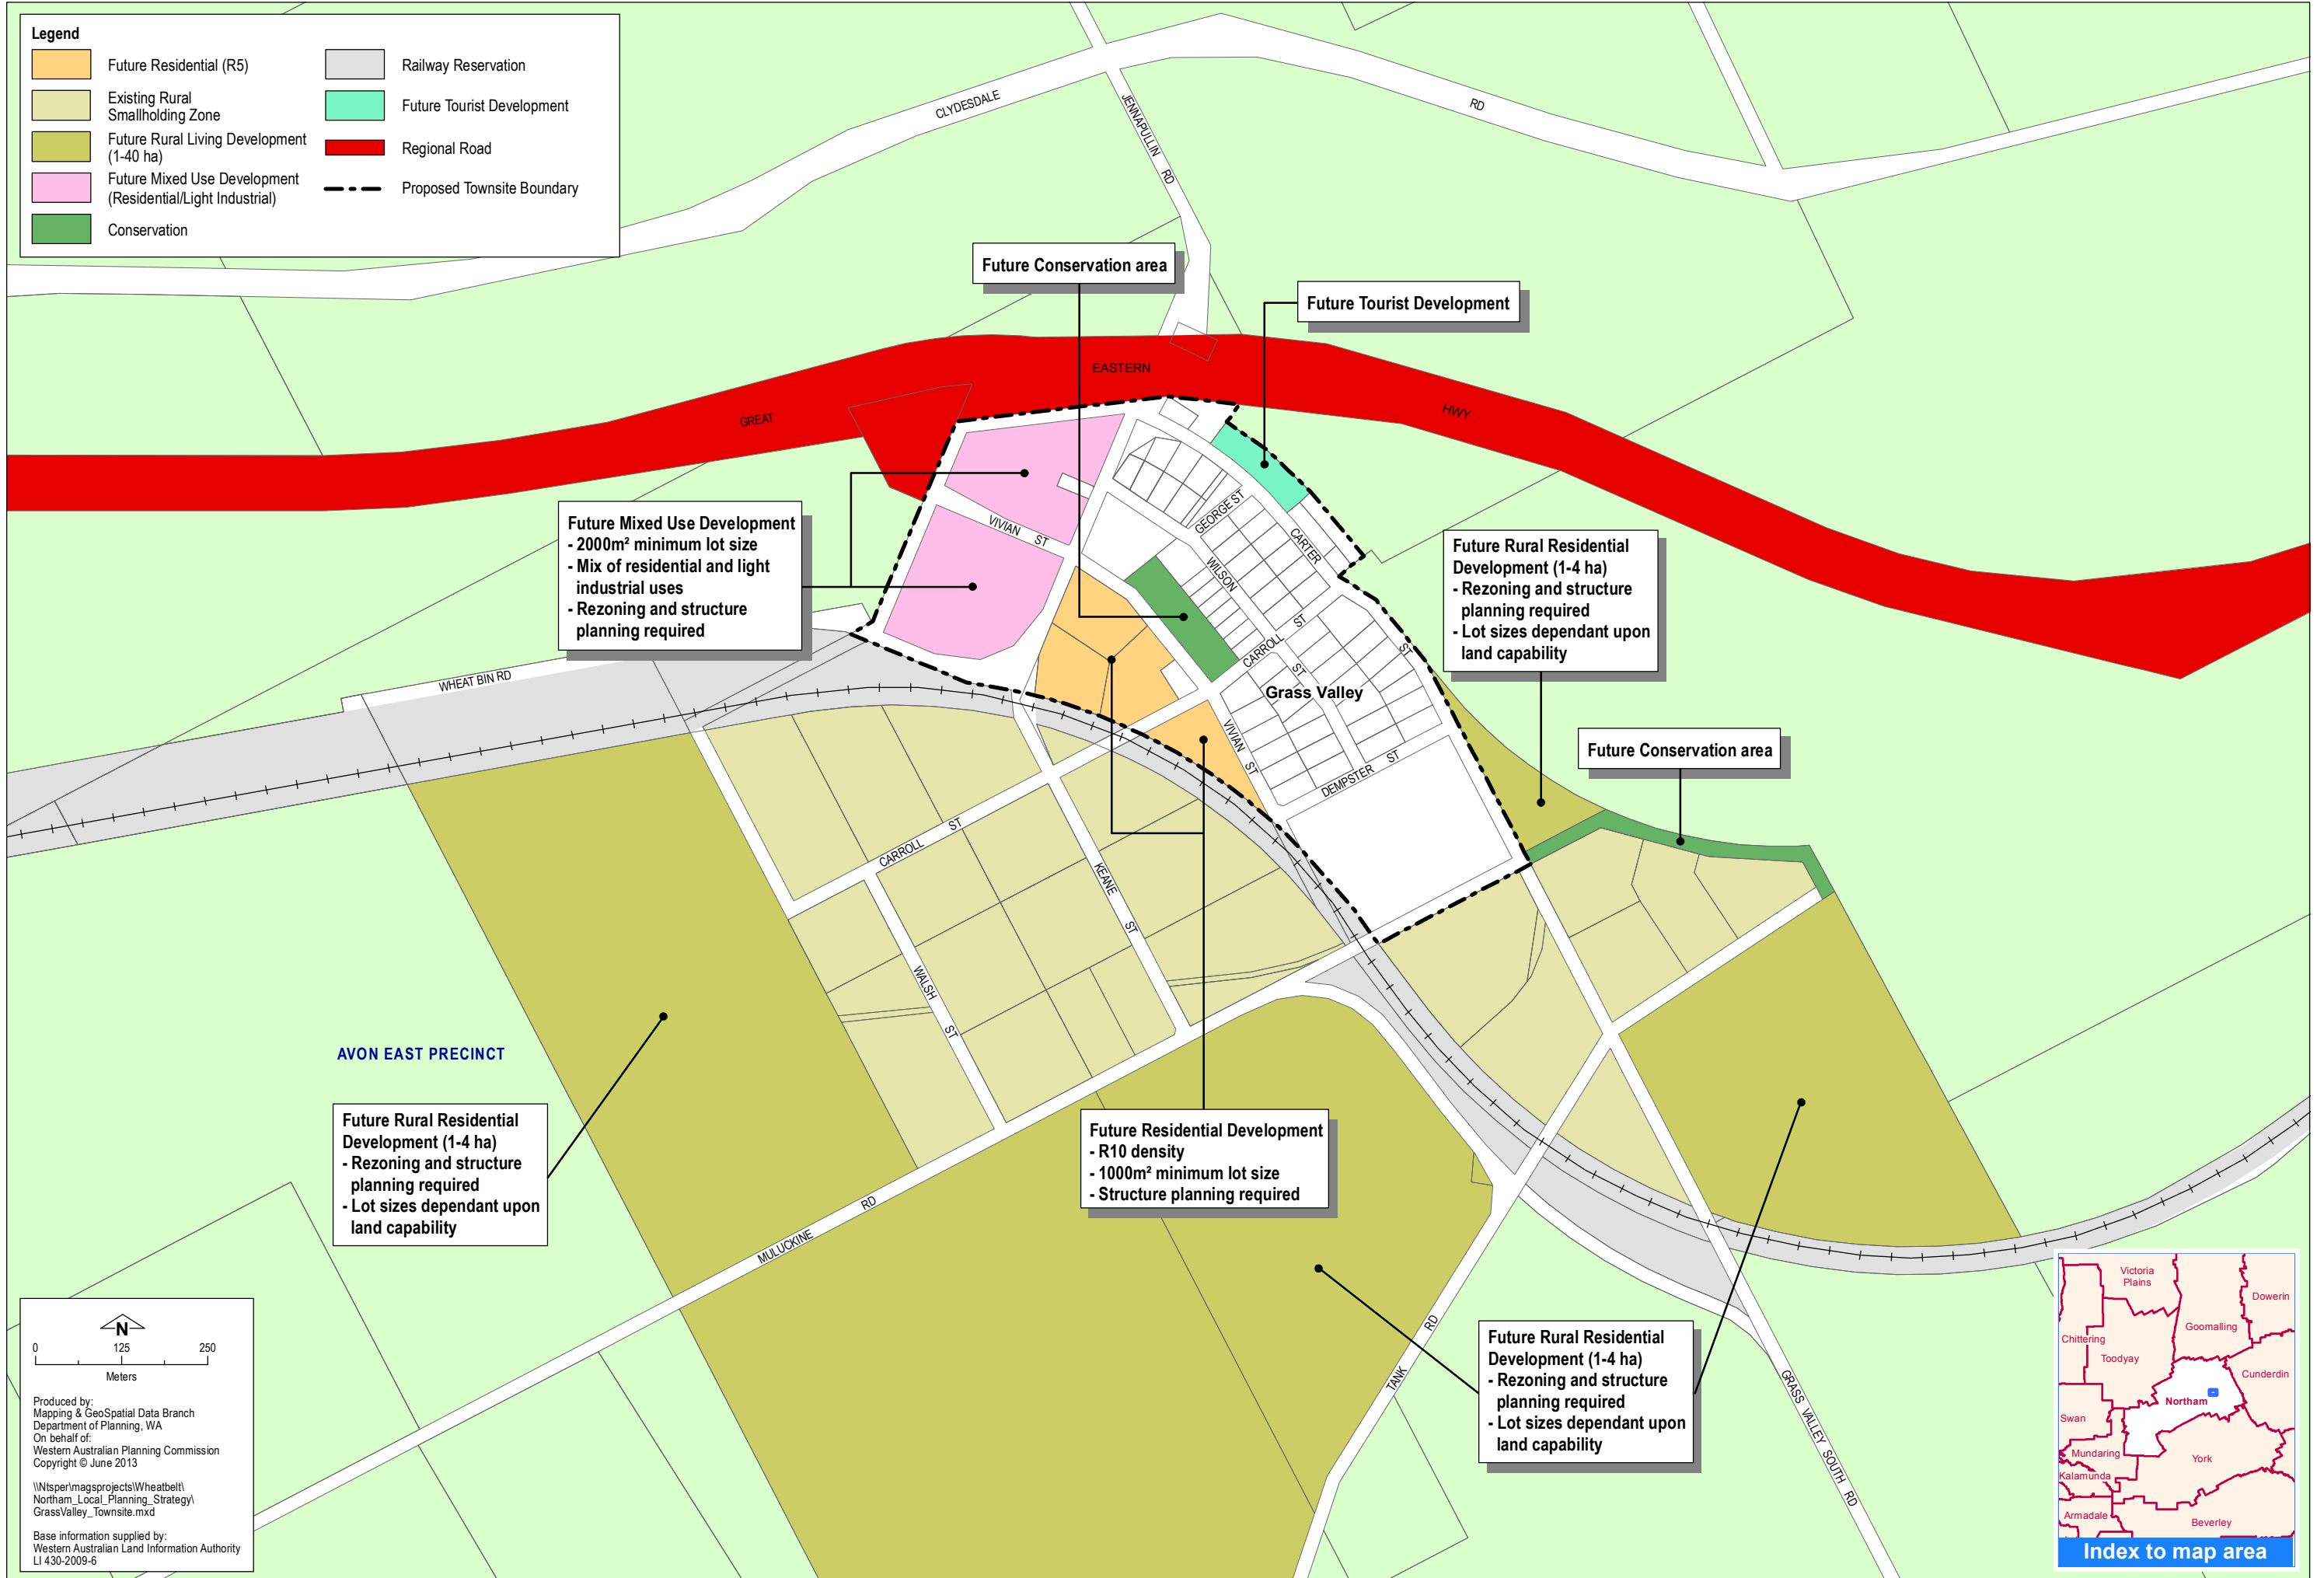 Legend
Future Residential (R5)
Existing Rural
Smallholding Zone
Future Rural Living Development
(1-40 ha)
Future Mixed Use Development
(Residential/Light Industrial)
Conservation
Railway Reservation
Future Tourist Development
Regional Road
Proposed Townsite Boundary
CLYDESDALE
RD
JENNAPULLIN
RD
Future Conservation area
Future Tourist Development
GREAT
EASTERN
HWY
Future Mixed Use Development
- 2000m² minimum lot size
- Mix of residential and light
industrial uses
- Rezoning and structure
planning required
VIVIAN ST
GEORGE ST
CARTER
ST
WILSON
ST
CARROLL ST
Grass Valley
VIVIAN
ST
DEMPSTER ST
Future Rural Residential
Development (1-4 ha)
- Rezoning and structure
planning required
- Lot sizes dependant upon
land capability
Future Conservation area
WHEAT BIN RD
CARROLL ST
KEANE
ST
WALSH
ST
AVON EAST PRECINCT
Future Rural Residential
Development (1-4 ha)
- Rezoning and structure
planning required
- Lot sizes dependant upon
land capability
Future Residential Development
- R10 density
- 1000m² minimum lot size
- Structure planning required
MULUCKINE RD
TANK RD
GRASS VALLEY SOUTH RD
Future Rural Residential
Development (1-4 ha)
- Rezoning and structure
planning required
- Lot sizes dependant upon
land capability
N
0 125 250
Meters
Produced by:
Mapping & GeoSpatial Data Branch
Department of Planning, WA
On behalf of:
Western Australian Planning Commission
Copyright © June 2013
\\Ntsper\magsprojects\Wheatbelt\
Northam_Local_Planning_Strategy\
GrassValley_Townsite.mxd
Base information supplied by:
Western Australian Land Information Authority
LI 430-2009-6
Victoria
Plains
Dowerin
Goomalling
Chittering
Toodyay
Cunderdin
Northam
Swan
Mundaring
York
Kalamunda
Armadale
Beverley
Index to map area